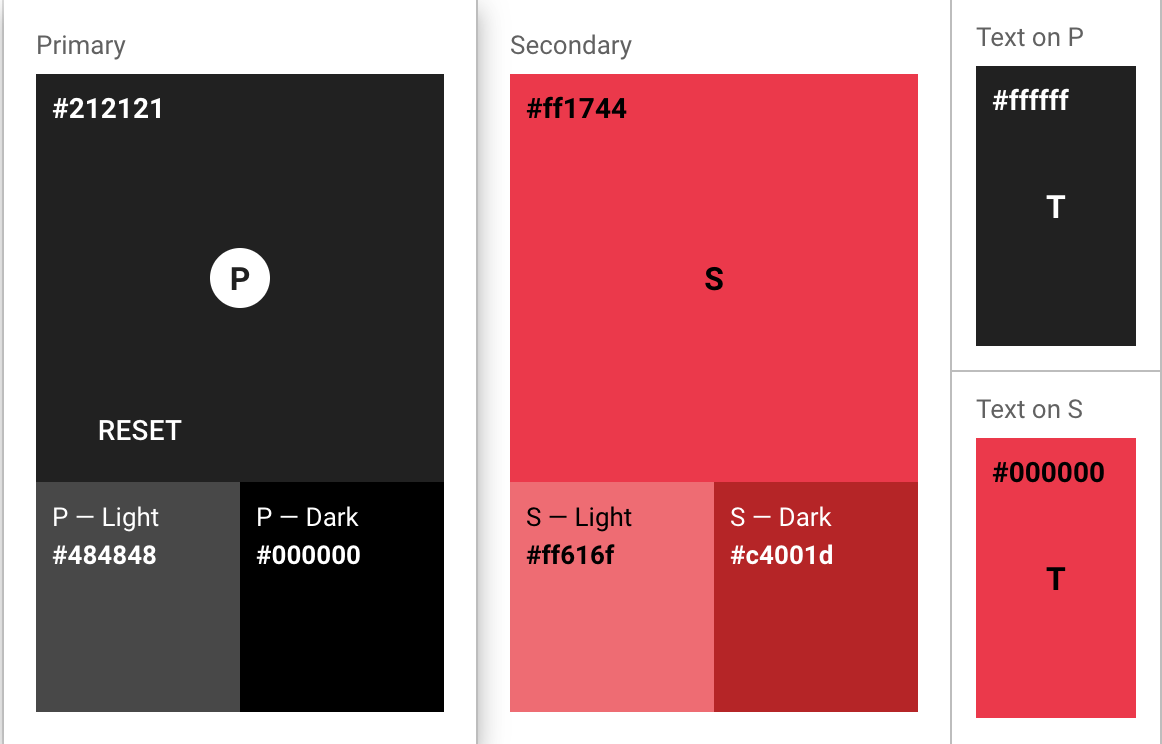 Primary
#212121
P
RESET
P — Light
#484848
P — Dark
#000000
Secondary
#ff1744
S
S — Light
#ff616f
S — Dark
#c4001d
Text on P
#ffffff
T
Text on S
#000000
T